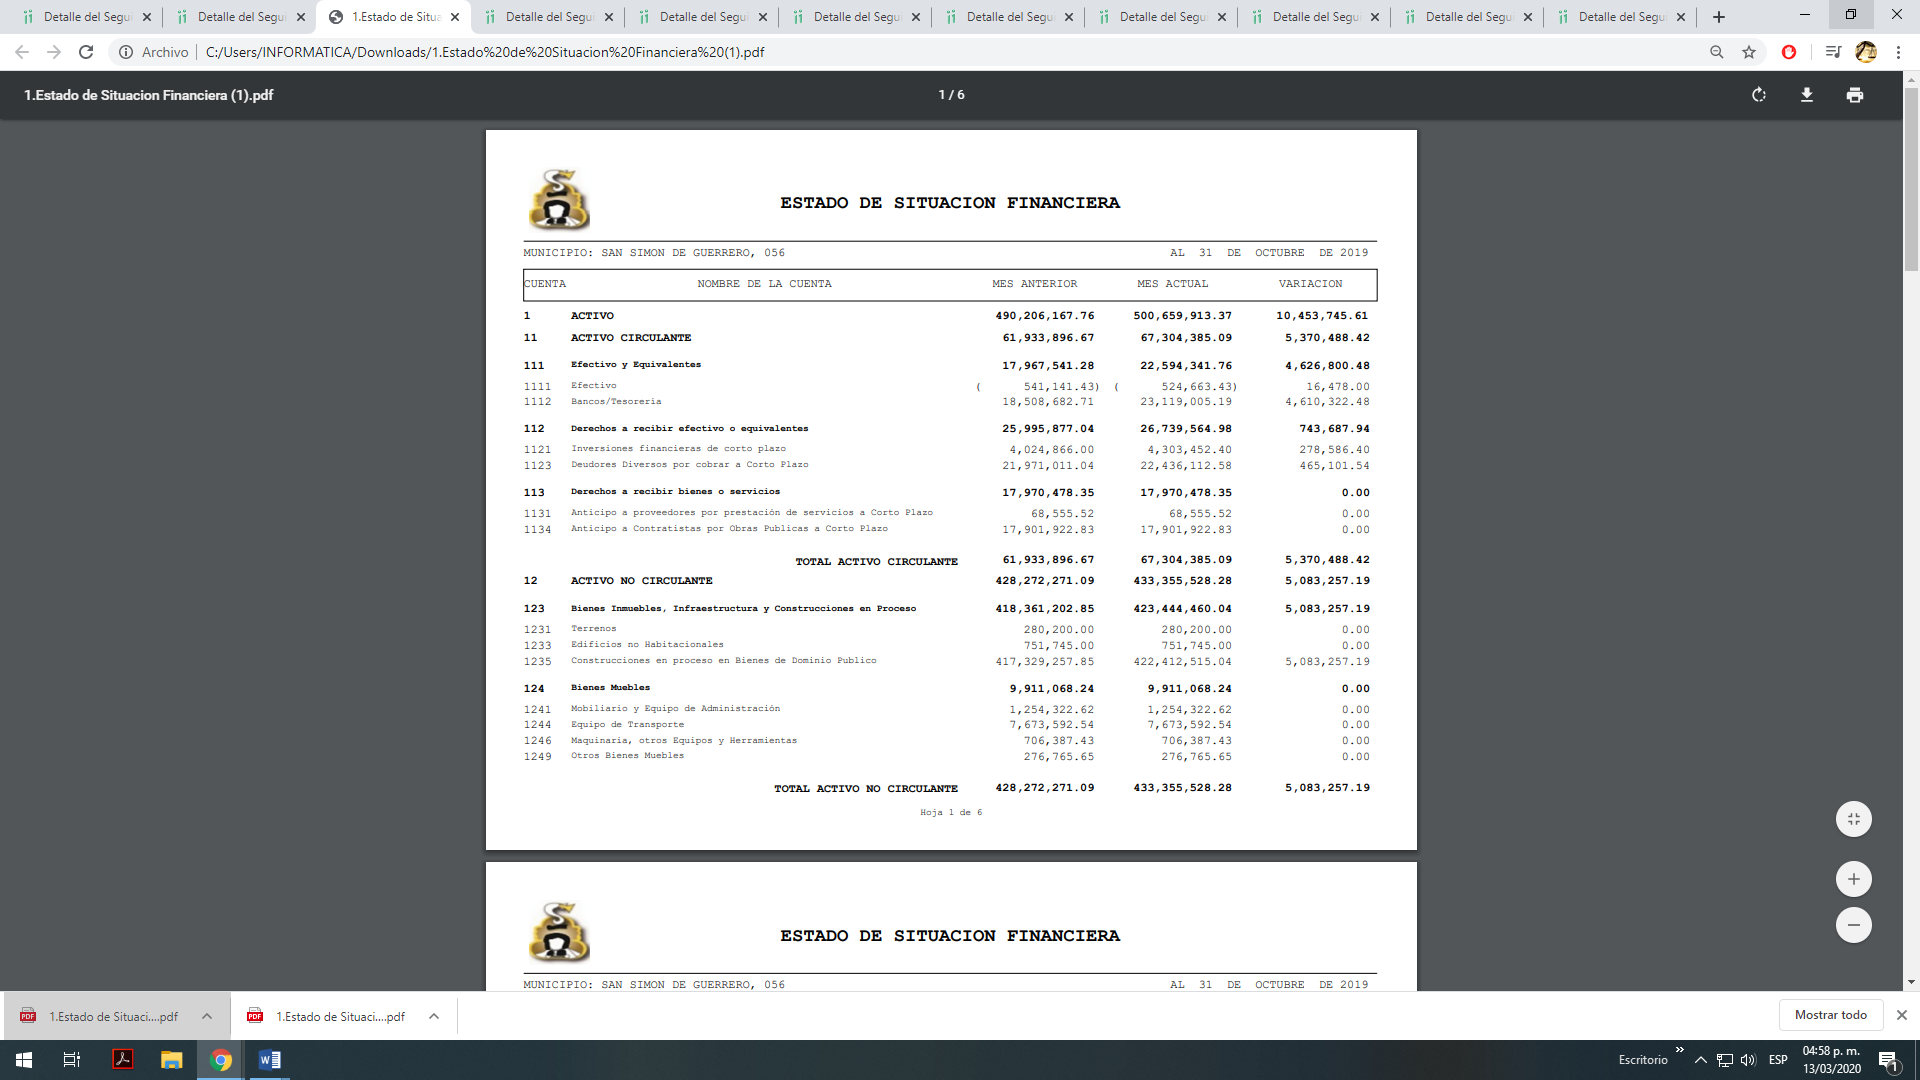 Detalle del Segui
Detalle del Segui
1.Estado de Situa
Detalle del Segui
Detalle del Segui
Detalle del Segui
Detalle del Segui
Detalle del Segui
Detalle del Segui
Detalle del Segui
Detalle del Segui
Archivo C:/Users/INFORMATICA/Downloads/1.Estado%20de%20Situacion%20Financiera%20(1).pdf
1.Estado de Situacion Financiera (1).pdf 1 / 6
ESTADO DE SITUACION FINANCIERA
MUNICIPIO: SAN SIMON DE GUERRERO, 056 AL 31 DE OCTUBRE DE 2019
CUENTA NOMBRE DE LA CUENTA MES ANTERIOR MES ACTUAL VARIACION
1 ACTIVO 490,206,167.76 500,659,913.37 10,453,745.61
11 ACTIVO CIRCULANTE 61,933,896.67 67,304,385.09 5,370,488.42
111 Efectivo y Equivalentes 17,967,541.28 22,594,341.76 4,626,800.48
1111 Efectivo ( 541,141.43) ( 524,663.43) 16,478.00
1112 Bancos/Tesorería 18,508,682.71 23,119,005.19 4,610,322.48
112 Derechos a recibir efectivo o equivalentes 25,995,877.04 26,739,564.98 743,687.94
1121 Inversiones financieras de corto plazo 4,024,866.00 4,303,452.40 278,586.40
1123 Deudores Diversos por cobrar a Corto Plazo 21,971,011.04 22,436,112.58 465,101.54
113 Derechos a recibir bienes o servicios 17,970,478.35 17,970,478.35 0.00
1131 Anticipo a proveedores por prestación de servicios a Corto Plazo 68,555.52 68,555.52 0.00
1134 Anticipo a Contratistas por Obras Publicas a Corto Plazo 17,901,922.83 17,901,922.83 0.00
TOTAL ACTIVO CIRCULANTE 61,933,896.67 67,304,385.09 5,370,488.42
12 ACTIVO NO CIRCULANTE 428,272,271.09 433,355,528.28 5,083,257.19
123 Bienes Inmuebles, Infraestructura y Construcciones en Proceso 418,361,202.85 423,444,460.04 5,083,257.19
1231 Terrenos 280,200.00 280,200.00 0.00
1233 Edificios no Habitacionales 751,745.00 751,745.00 0.00
1235 Construcciones en proceso en Bienes de Dominio Publico 417,329,257.85 422,412,515.04 5,083,257.19
124 Bienes Muebles 9,911,068.24 9,911,068.24 0.00
1241 Mobiliario y Equipo de Administración 1,254,322.62 1,254,322.62 0.00
1244 Equipo de Transporte 7,673,592.54 7,673,592.54 0.00
1246 Maquinaria, otros Equipos y Herramientas 706,387.43 706,387.43 0.00
1249 Otros Bienes Muebles 276,765.65 276,765.65 0.00
TOTAL ACTIVO NO CIRCULANTE 428,272,271.09 433,355,528.28 5,083,257.19
Hoja 1 de 6
ESTADO DE SITUACION FINANCIERA
MUNICIPIO: SAN SIMON DE GUERRERO, 056 AL 31 DE OCTUBRE DE 2019
1.Estado de Situaci....pdf
1.Estado de Situaci....pdf
Mostrar todo
Escritorio
ESP
04:58 p. m.
13/03/2020
1